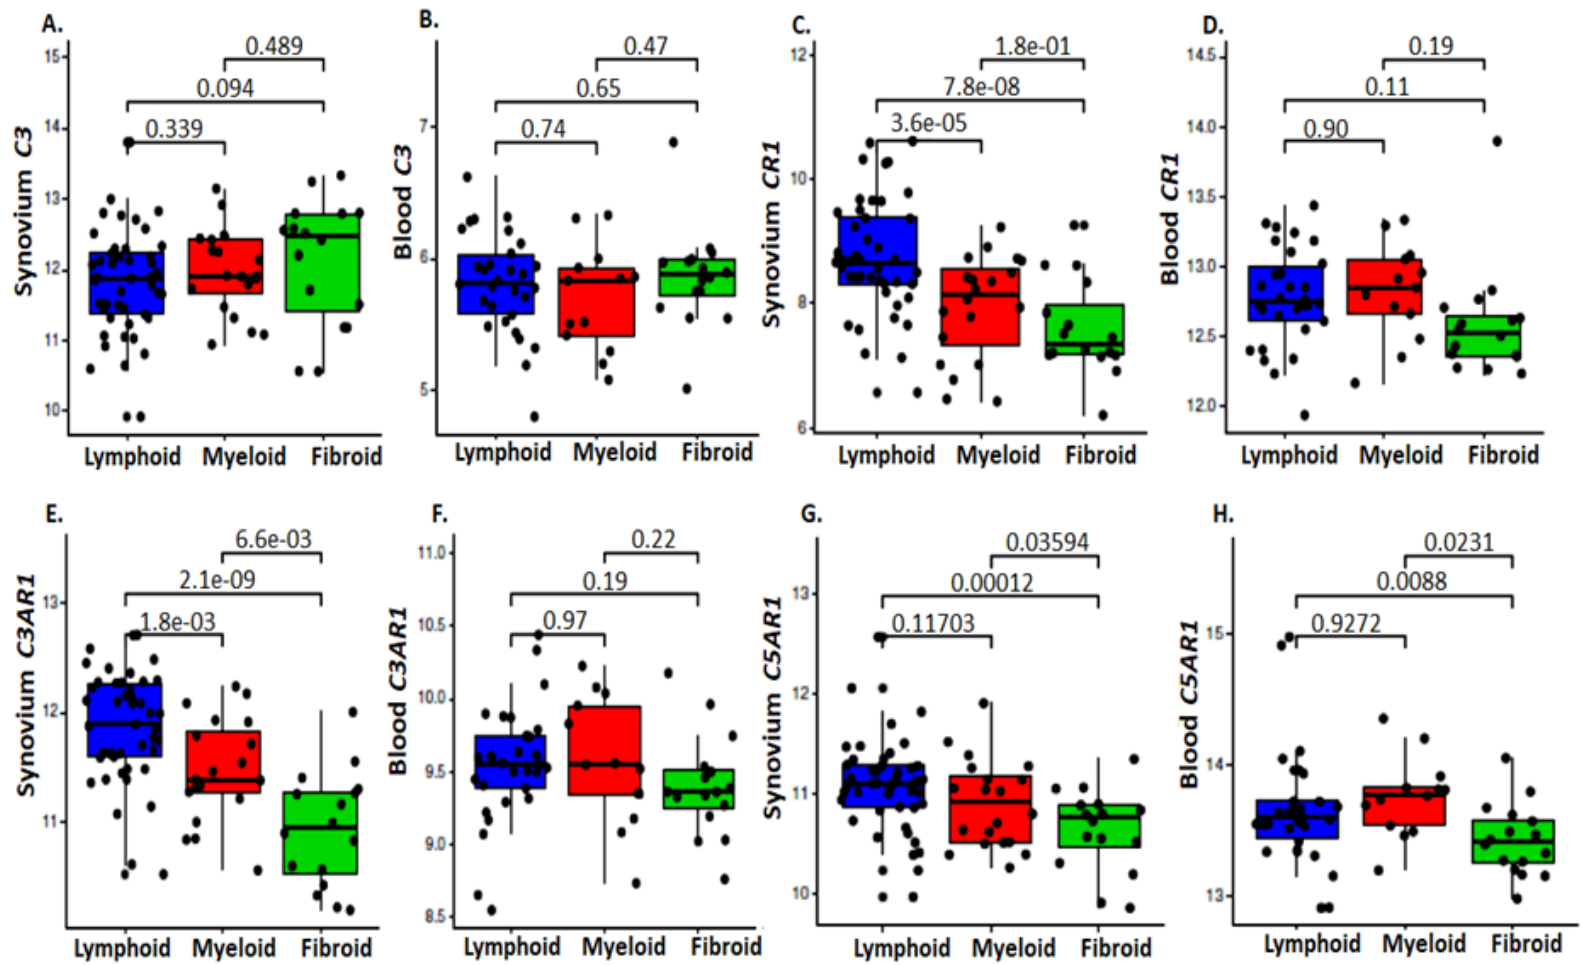 A.
Synovium C3
15
14
13
12
11
10
0.489
0.094
0.339
Lymphoid Myeloid Fibroid
B.
Blood C3
7
6
5
0.47
0.65
0.74
Lymphoid Myeloid Fibroid
C.
Synovium CR1
12
10
8
6
1.8e-01
7.8e-08
3.6e-05
Lymphoid Myeloid Fibroid
D.
Blood CR1
14.5
14.0
13.5
13.0
12.5
12.0
0.19
0.11
0.90
Lymphoid Myeloid Fibroid
E.
Synovium C3AR1
13
12
11
6.6e-03
2.1e-09
1.8e-03
Lymphoid Myeloid Fibroid
F.
Blood C3AR1
11.0
10.5
10.0
9.5
9.0
8.5
0.22
0.19
0.97
Lymphoid Myeloid Fibroid
G.
Synovium C5AR1
13
12
11
10
0.03594
0.00012
0.11703
Lymphoid Myeloid Fibroid
H.
Blood C5AR1
15
14
13
0.0231
0.0088
0.9272
Lymphoid Myeloid Fibroid